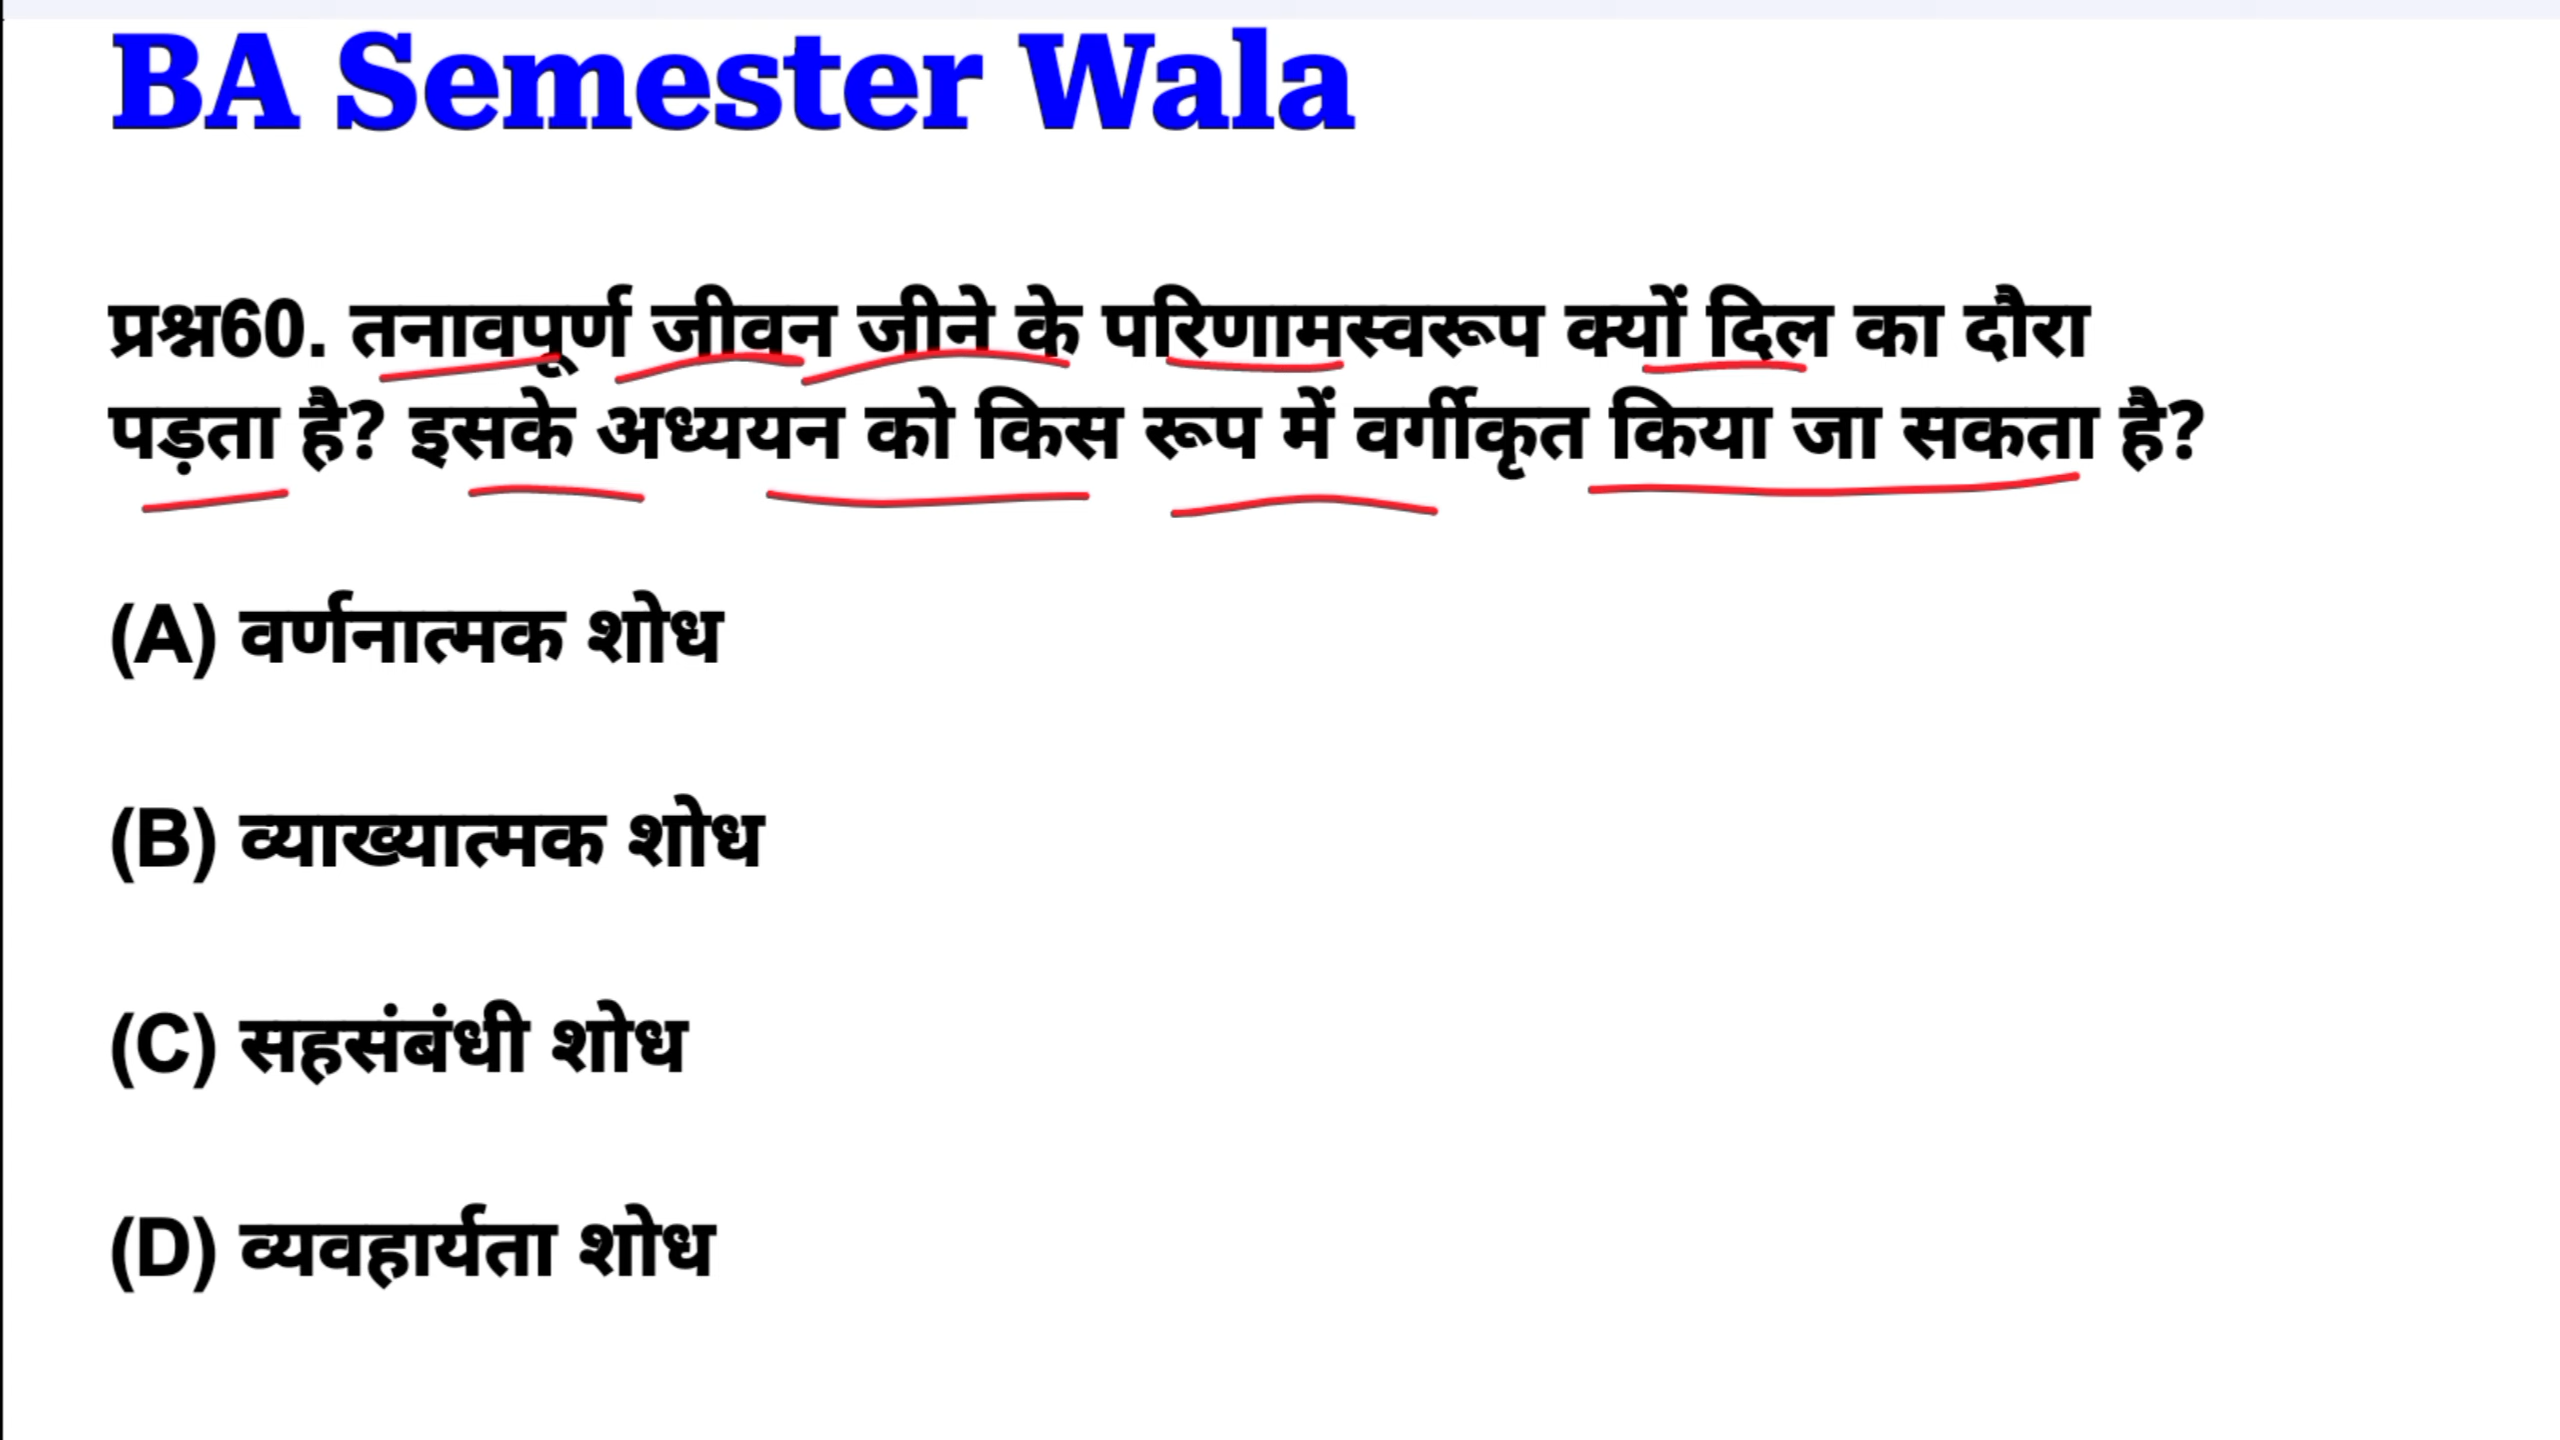 BA Semester Wala
प्रश्न60. तनावपूर्ण जीवन जीने के परिणामस्वरूप क्यों दिल का दौरा
पड़ता है? इसके अध्ययन को किस रूप में वर्गीकृत किया जा सकता है?
(A) वर्णनात्मक शोध
(B) व्याख्यात्मक शोध
(C) सहसंबंधी शोध
(D) व्यवहार्यता शोध